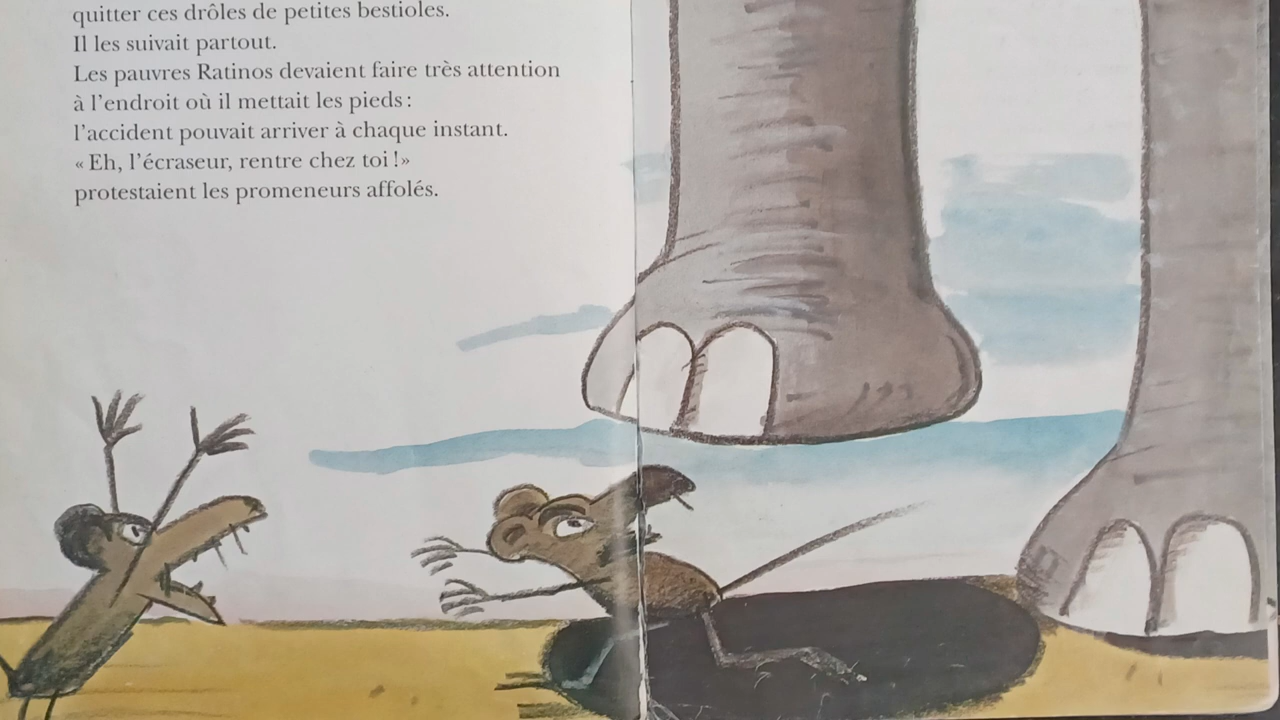 quitter ces drôles de petites bestioles.
Il les suivait partout.
Les pauvres Ratinos devaient faire très attention
à l'endroit où il mettait les pieds :
l'accident pouvait arriver à chaque instant.
« Eh, l'écraseur, rentre chez toi ! »
protestaient les promeneurs affolés.